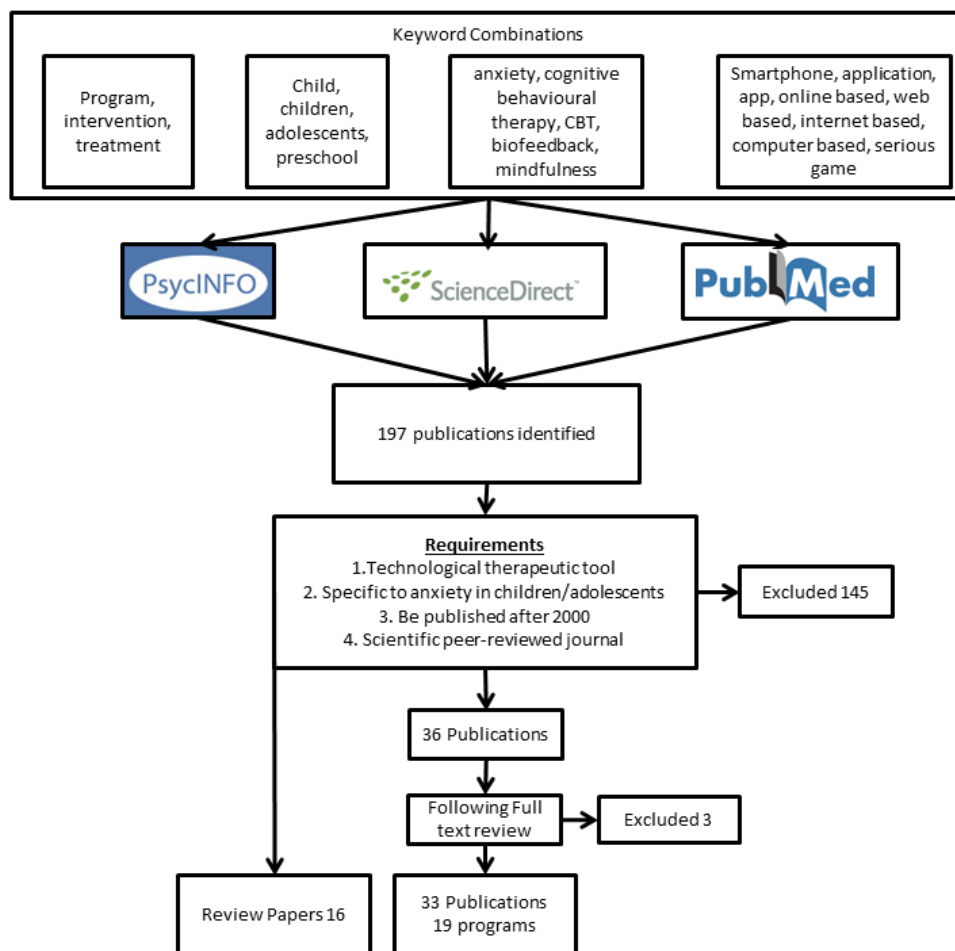 Keyword Combinations
Program,
intervention,
treatment
Child,
children,
adolescents,
preschool
anxiety, cognitive
behavioural
therapy, CBT,
biofeedback,
mindfulness
Smartphone, application,
app, online based, web
based, internet based,
computer based, serious
game
PsycINFO
ScienceDirect™
PubMed
197 publications identified
Requirements
1.Technological therapeutic tool
2. Specific to anxiety in children/adolescents
3. Be published after 2000
4. Scientific peer-reviewed journal
Excluded 145
36 Publications
Following Full
text review
Excluded 3
Review Papers 16
33 Publications
19 programs